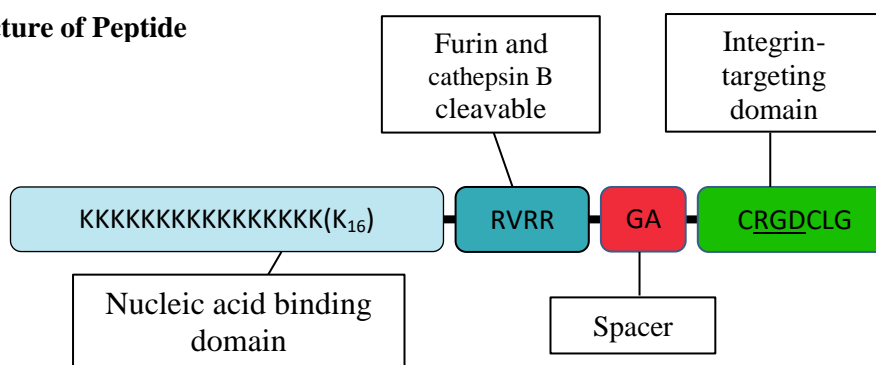 cture of Peptide
Furin and
cathepsin B
cleavable
Integrin-
targeting
domain
KKKKKKKKKKKKKKKK(K₁₆)
RVRR
GA
CRGDCLG
Nucleic acid binding
domain
Spacer